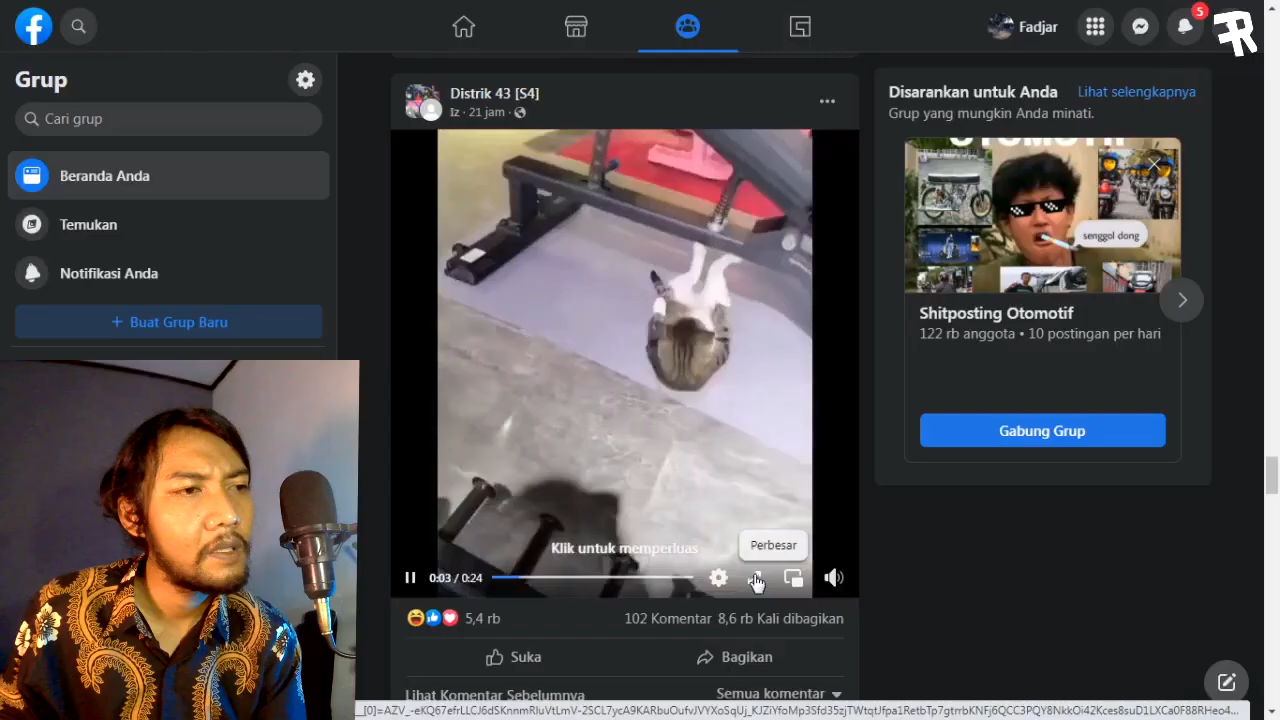 5
Fadjar
Grup
Cari grup
Beranda Anda
Temukan
Notifikasi Anda
+ Buat Grup Baru
Distrik 43 [S4]
Iz · 21 jam ·
Klik untuk memperluas
Perbesar
0:03 / 0:24
5,4 rb
102 Komentar 8,6 rb Kali dibagikan
Suka
Bagikan
Lihat Komentar Sebelumnya
Semua komentar
Disarankan untuk Anda
Lihat selengkapnya
Grup yang mungkin Anda minati.
OTOMOTIF
senggol dong
Shitposting Otomotif
122 rb anggota • 10 postingan per hari
Gabung Grup